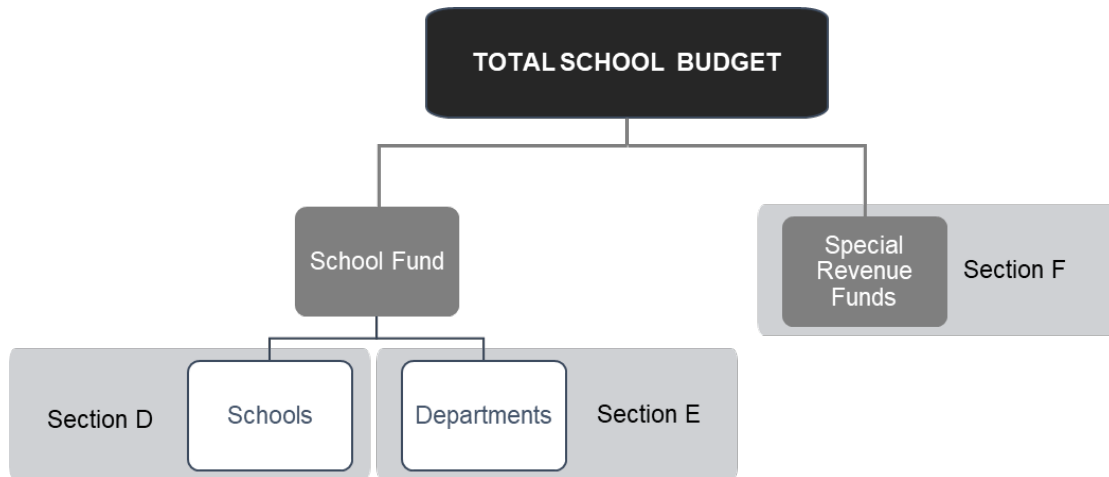 TOTAL SCHOOL BUDGET
School Fund
Special
Revenue
Funds
Section F
Section D
Schools
Departments
Section E